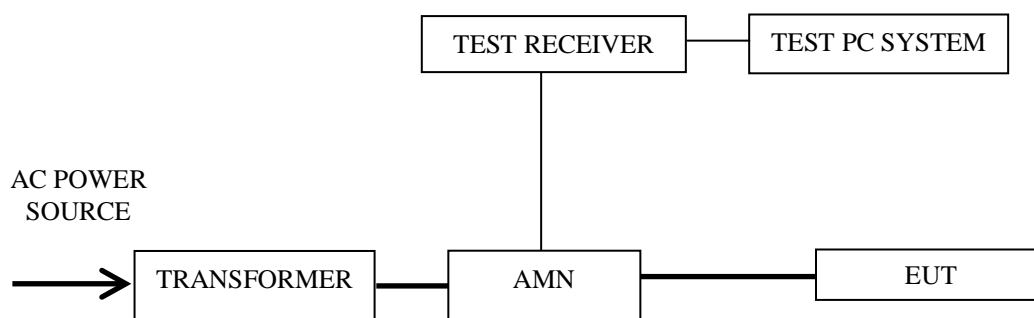 TEST RECEIVER
TEST PC SYSTEM
AC POWER
SOURCE
TRANSFORMER
AMN
EUT